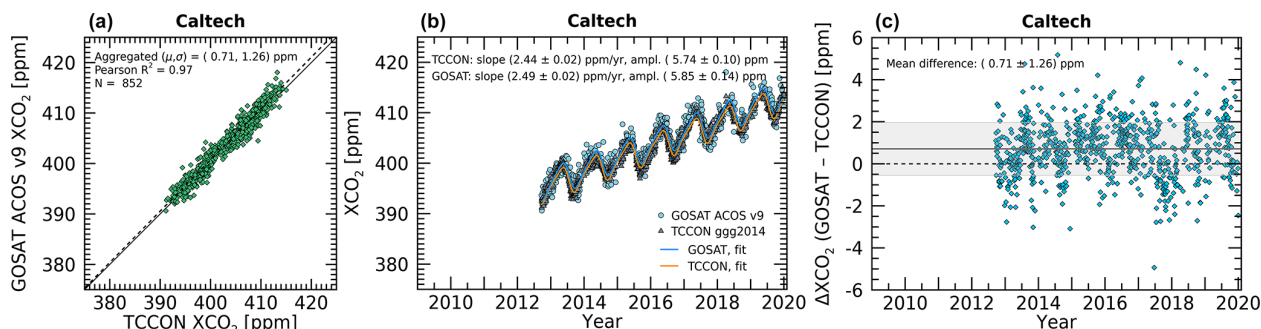 (a) Caltech
Aggregated (μ,σ) = ( 0.71, 1.26) ppm
Pearson R² = 0.97
N = 852
GOSAT ACOS v9 XCO₂ [ppm]
420
410
400
390
380
380 390 400 410 420
TCCON XCO₂ [ppm]
(b) Caltech
TCCON: slope (2.44 ± 0.02) ppm/yr, ampl. ( 5.74 ± 0.10) ppm
GOSAT: slope (2.49 ± 0.02) ppm/yr, ampl. ( 5.85 ± 0.14) ppm
XCO₂ [ppm]
420
410
400
390
380
GOSAT ACOS v9
TCCON ggg2014
GOSAT, fit
TCCON, fit
2010 2012 2014 2016 2018 2020
Year
(c) Caltech
Mean difference: ( 0.71 ± 1.26) ppm
ΔXCO₂ (GOSAT − TCCON) [ppm]
6
4
2
0
-2
-4
-6
2010 2012 2014 2016 2018 2020
Year